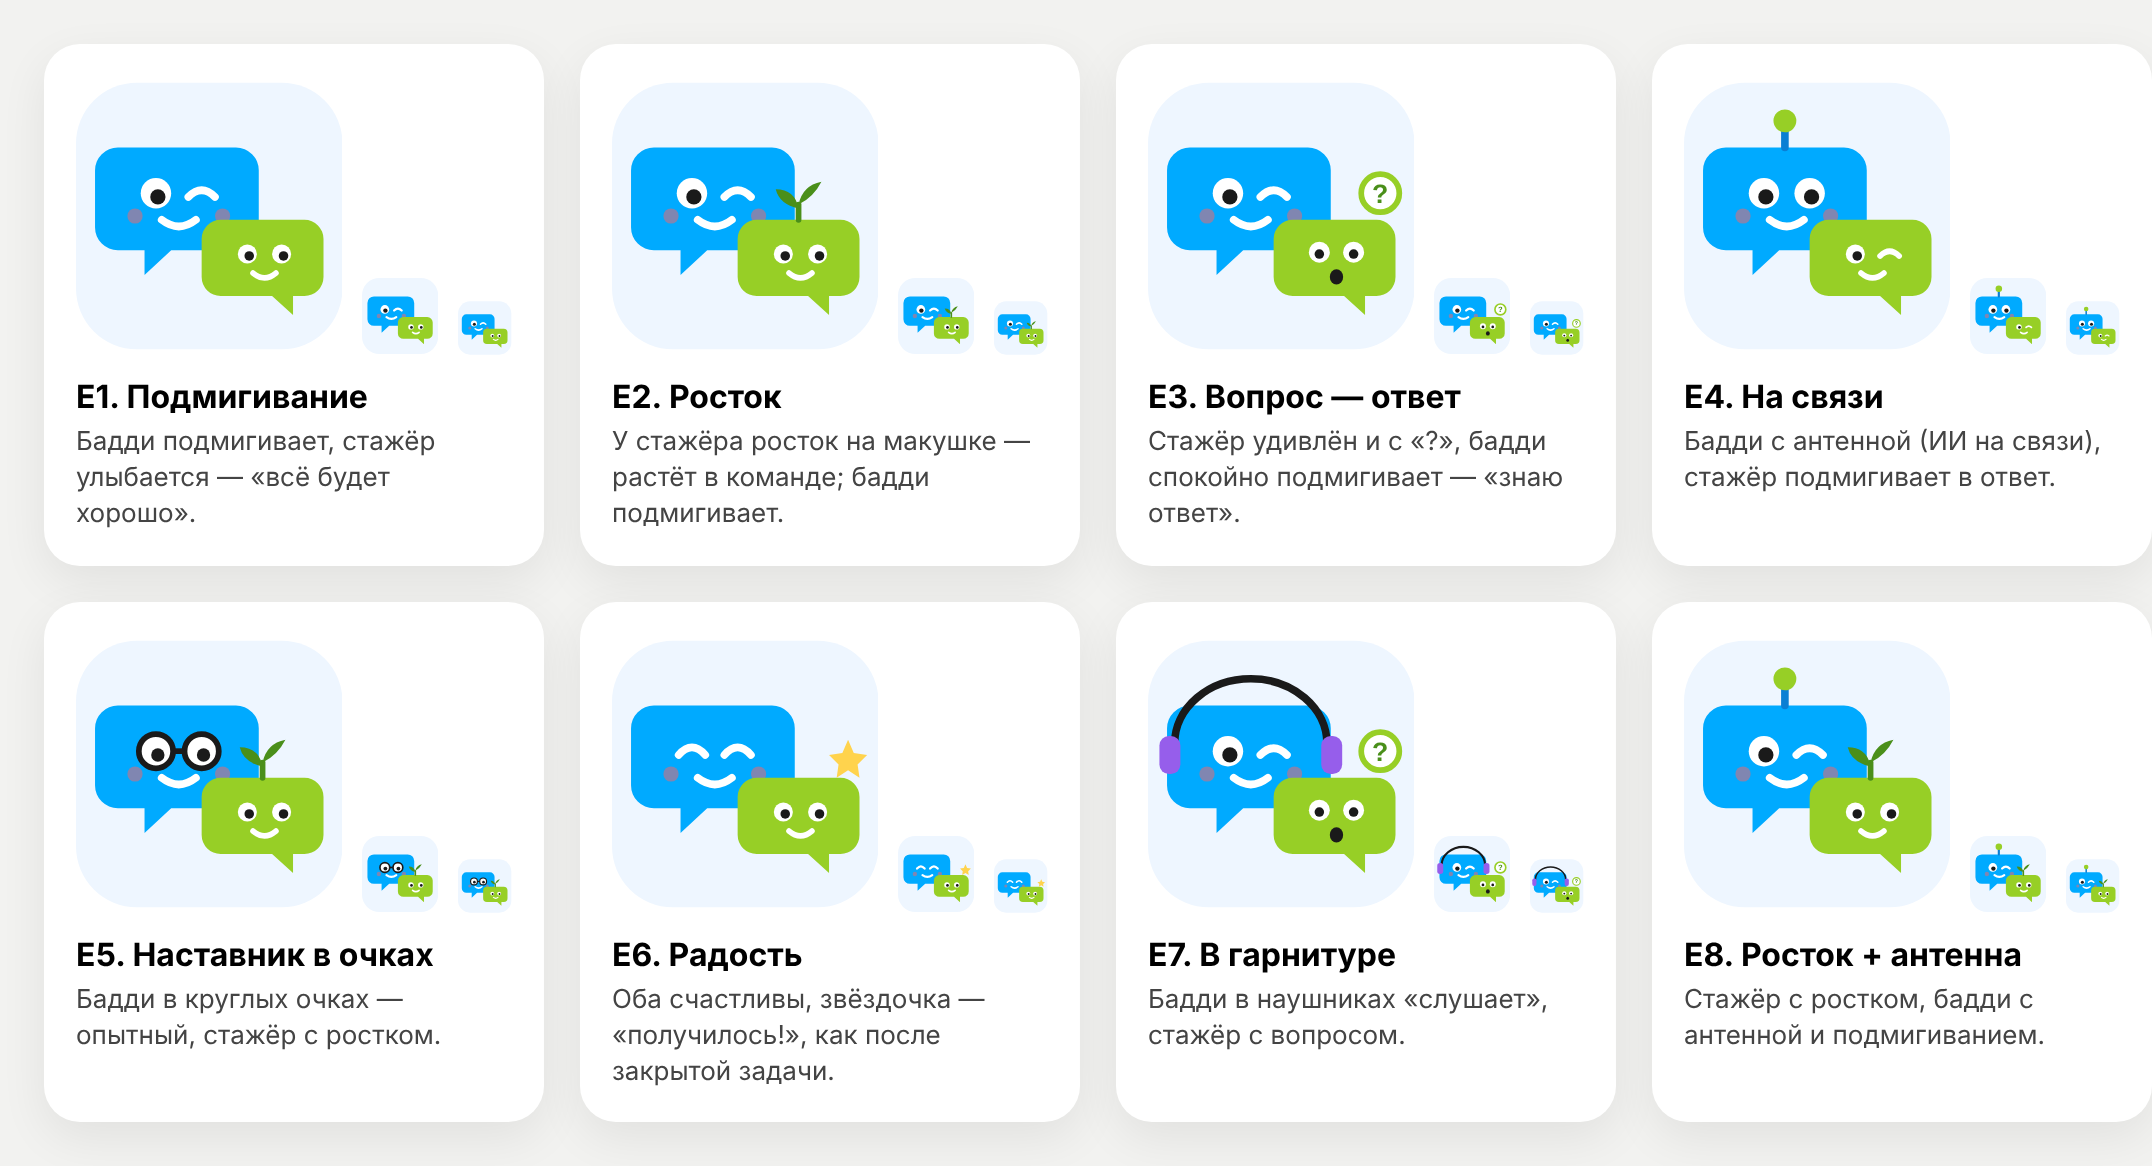 ?
E1. Подмигивание
Бадди подмигивает, стажёр
улыбается — «всё будет
хорошо».
E2. Росток
У стажёра росток на макушке —
растёт в команде; бадди
подмигивает.
E3. Вопрос — ответ
Стажёр удивлён и с «?», бадди
спокойно подмигивает — «знаю
ответ».
E4. На связи
Бадди с антенной (ИИ на связи),
стажёр подмигивает в ответ.
?
E5. Наставник в очках
Бадди в круглых очках —
опытный, стажёр с ростком.
E6. Радость
Оба счастливы, звёздочка —
«получилось!», как после
закрытой задачи.
E7. В гарнитуре
Бадди в наушниках «слушает»,
стажёр с вопросом.
E8. Росток + антенна
Стажёр с ростком, бадди с
антенной и подмигиванием.